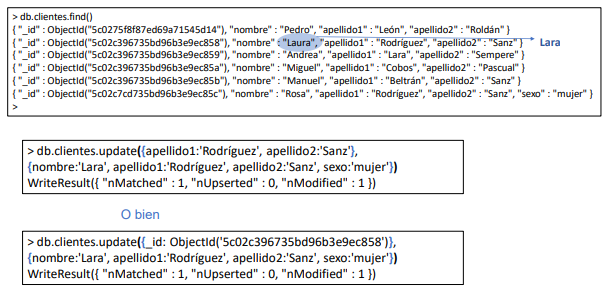 > db.clientes.find()
{ "_id" : ObjectId("5c0275f8f87ed69a71545d14"), "nombre" : "Pedro", "apellido1" : "León", "apellido2" : "Roldán" }
{ "_id" : ObjectId("5c02c396735bd96b3e9ec858"), "nombre" : "Laura", "apellido1" : "Rodríguez", "apellido2" : "Sanz" } Lara
{ "_id" : ObjectId("5c02c396735bd96b3e9ec859"), "nombre" : "Andrea", "apellido1" : "Lara", "apellido2" : "Sempere" }
{ "_id" : ObjectId("5c02c396735bd96b3e9ec85a"), "nombre" : "Miguel", "apellido1" : "Cobos", "apellido2" : "Pascual" }
{ "_id" : ObjectId("5c02c396735bd96b3e9ec85b"), "nombre" : "Manuel", "apellido1" : "Beltrán", "apellido2" : "Sanz" }
{ "_id" : ObjectId("5c02c7cd735bd96b3e9ec85c"), "nombre" : "Rosa", "apellido1" : "Rodríguez", "apellido2" : "Sanz", "sexo" : "mujer" }
>
> db.clientes.update({apellido1:'Rodríguez', apellido2:'Sanz'},
{nombre:'Lara', apellido1:'Rodríguez', apellido2:'Sanz', sexo:'mujer'})
WriteResult({ "nMatched" : 1, "nUpserted" : 0, "nModified" : 1 })
O bien
> db.clientes.update({_id: ObjectId('5c02c396735bd96b3e9ec858')},
{nombre:'Lara', apellido1:'Rodríguez', apellido2:'Sanz', sexo:'mujer'})
WriteResult({ "nMatched" : 1, "nUpserted" : 0, "nModified" : 1 })